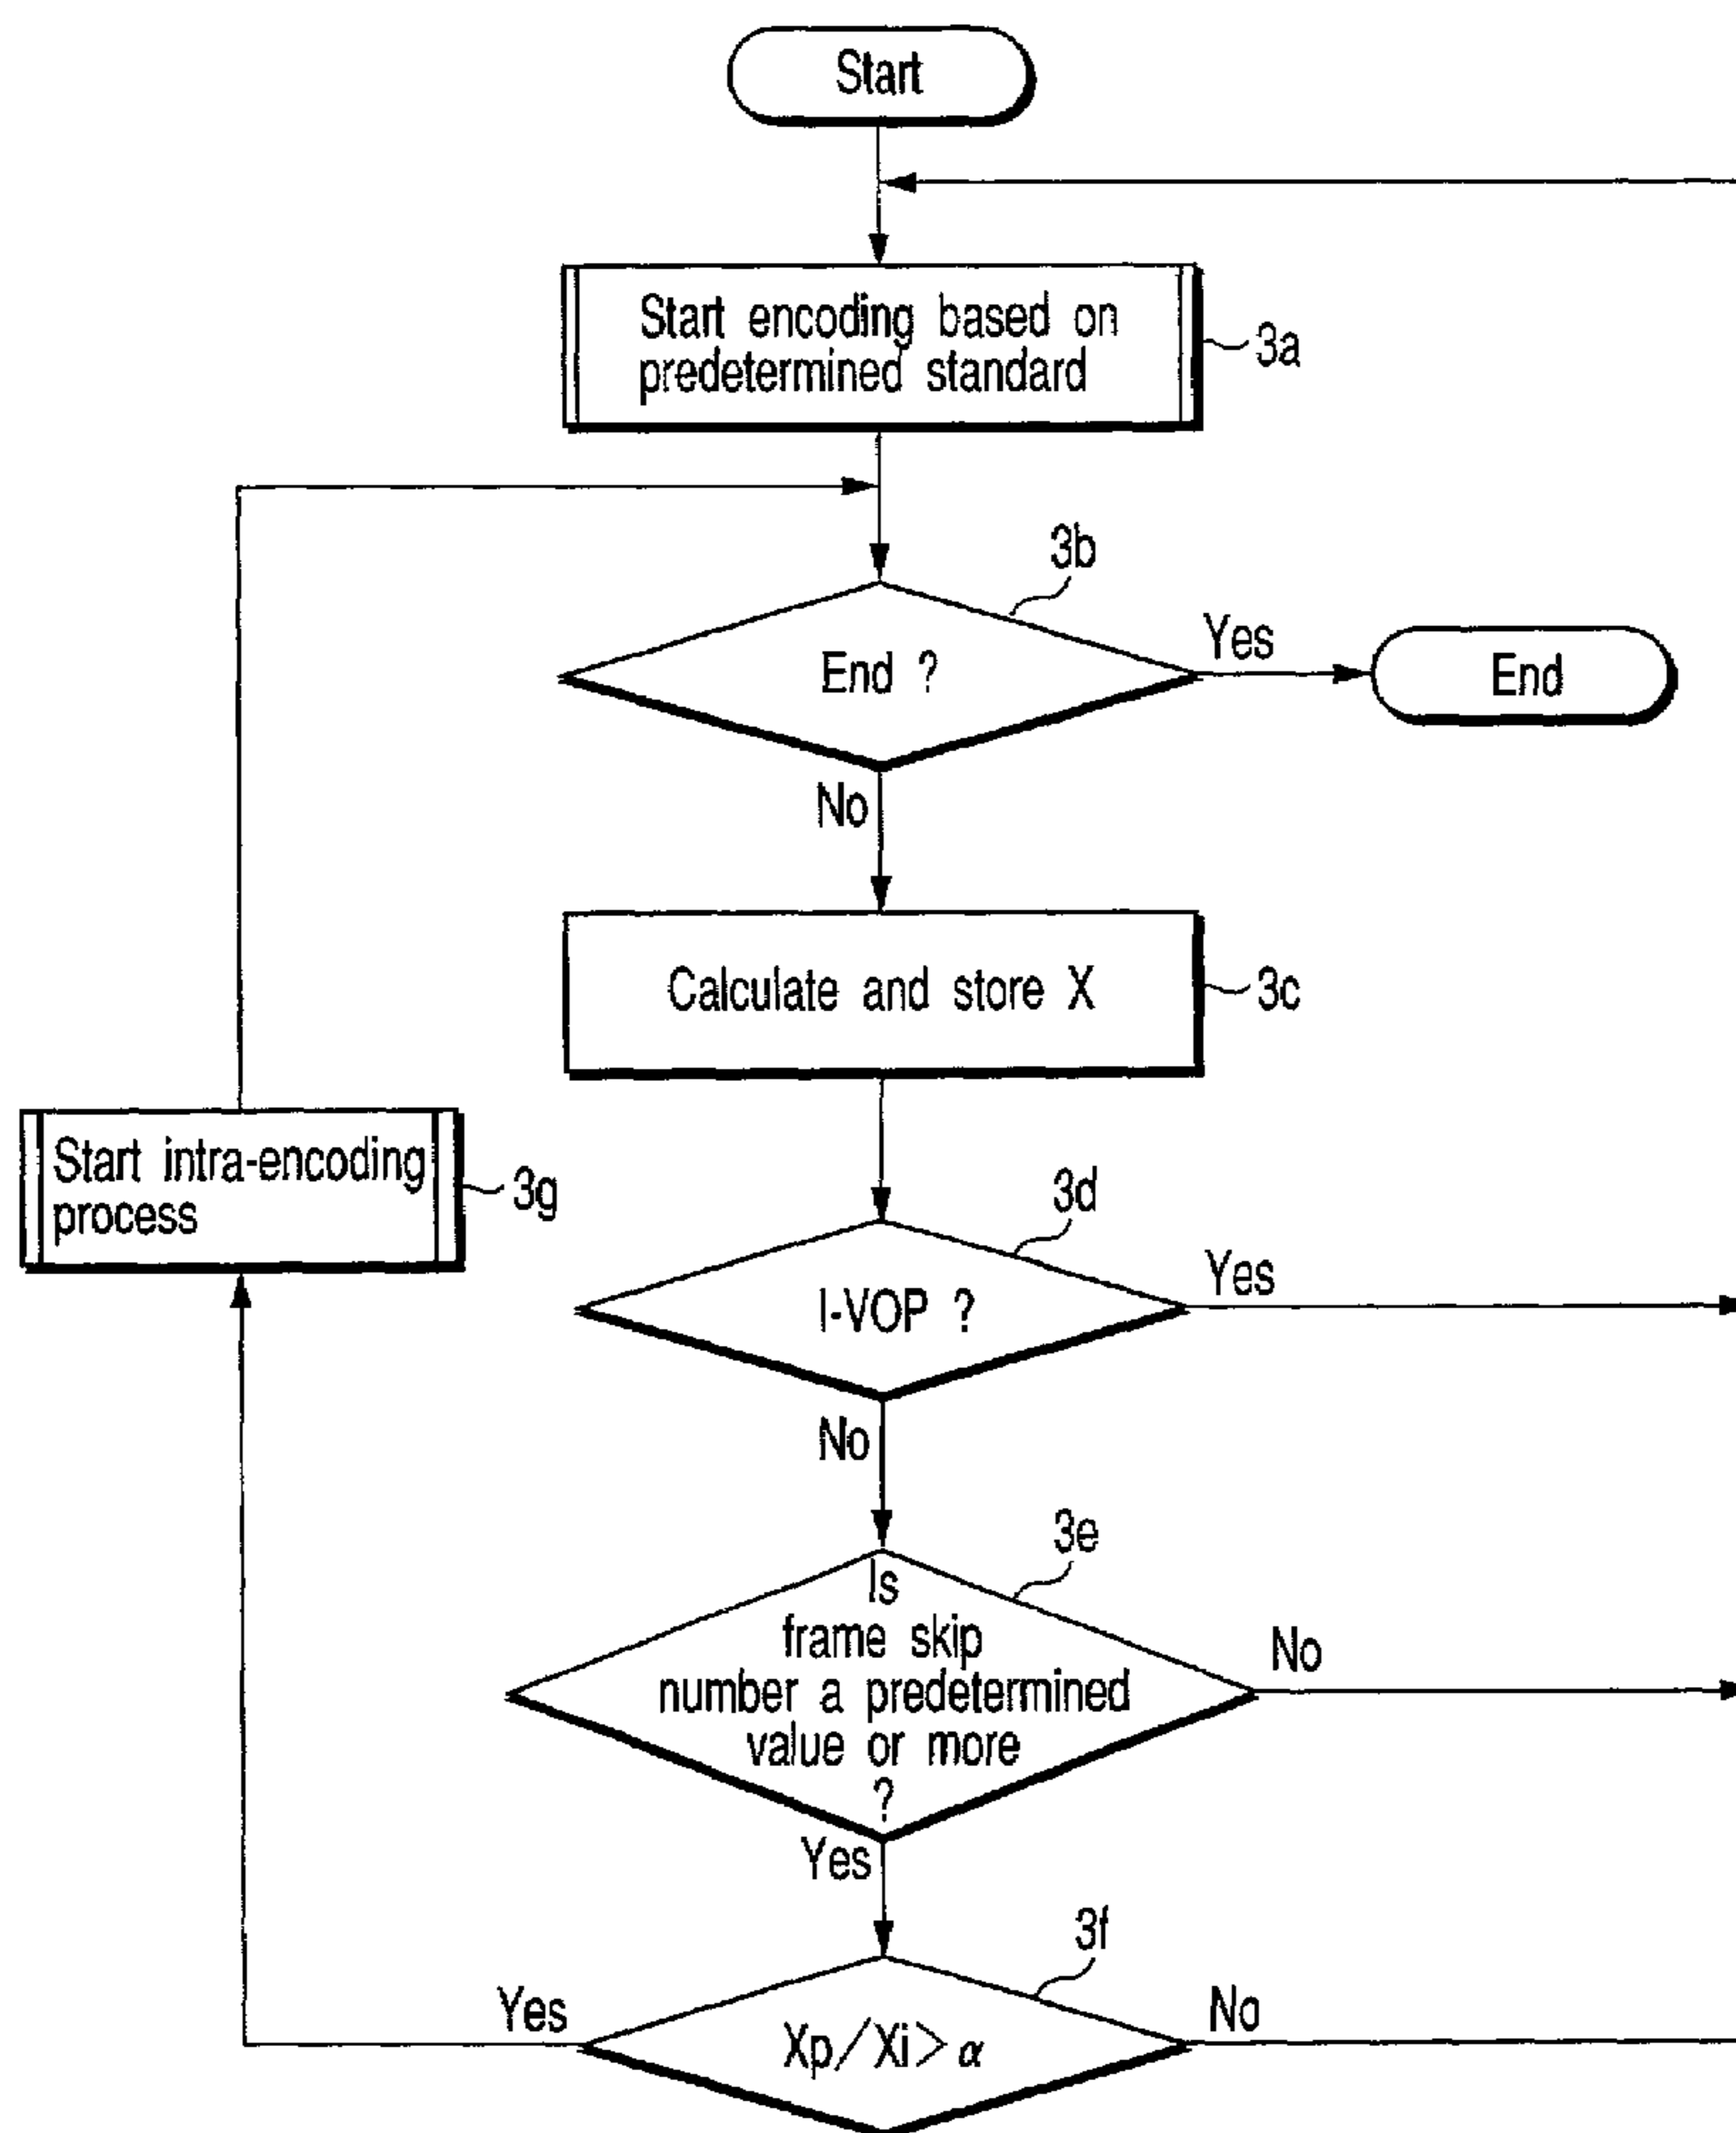 Start
Start encoding based on
predetermined standard
3a
3b
End ?
Yes
End
No
Calculate and store X
3c
Start intra-encoding
process
3g
3d
I-VOP ?
Yes
No
3e
Is
frame skip
number a predetermined
value or more
?
No
Yes
3f
Xp/Xi>α
Yes
No